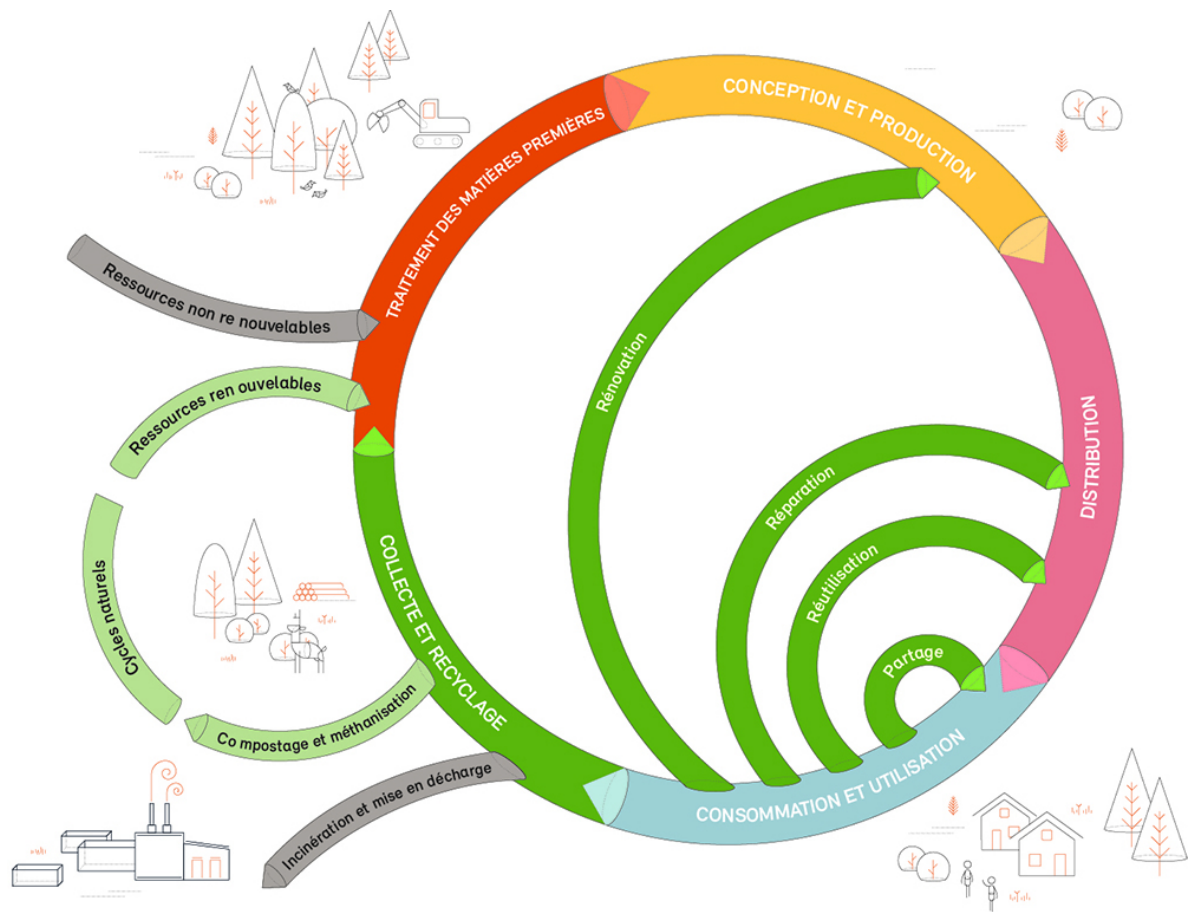 CONCEPTION ET PRODUCTION
TRAITEMENT DES MATIÈRES PREMIÈRES
Ressources non re nouvelables
Ressources ren ouvelables
Rénovation
DISTRIBUTION
Réparation
Réutilisation
Partage
COLLECTE ET RECYCLAGE
Cycles naturels
Co mpostage et méthanisation
CONSOMMATION ET UTILISATION
Incinération et mise en décharge